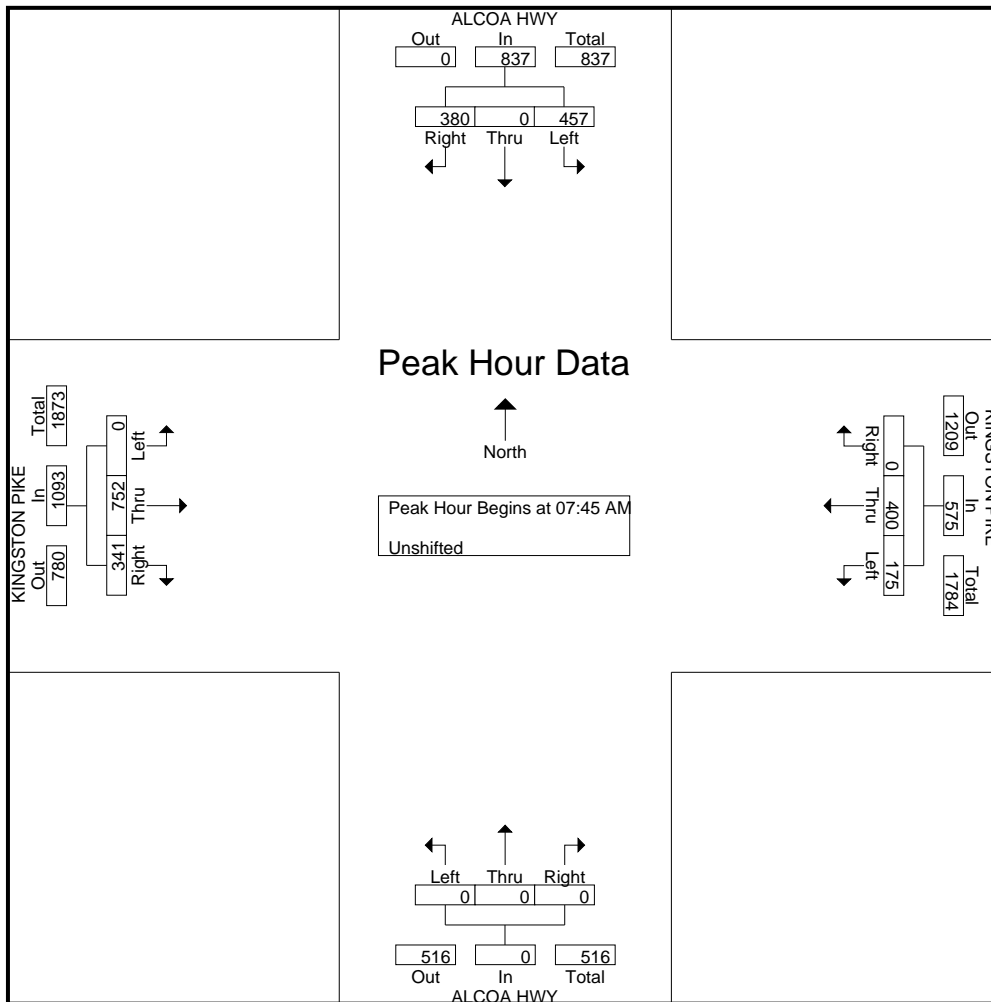 ALCOA HWY
Out In Total
0 837 837
380 0 457
Right Thru Left
Peak Hour Data
North
Peak Hour Begins at 07:45 AM
Unshifted
KINGSTON PIKE
Out In Total
780 1093 1873
341 752 0
Right Thru Left
KINGSTON PIKE
Out In Total
1209 575 1784
0 400 175
Right Thru Left
Left Thru Right
0 0 0
516 0 516
Out In Total
ALCOA HWY